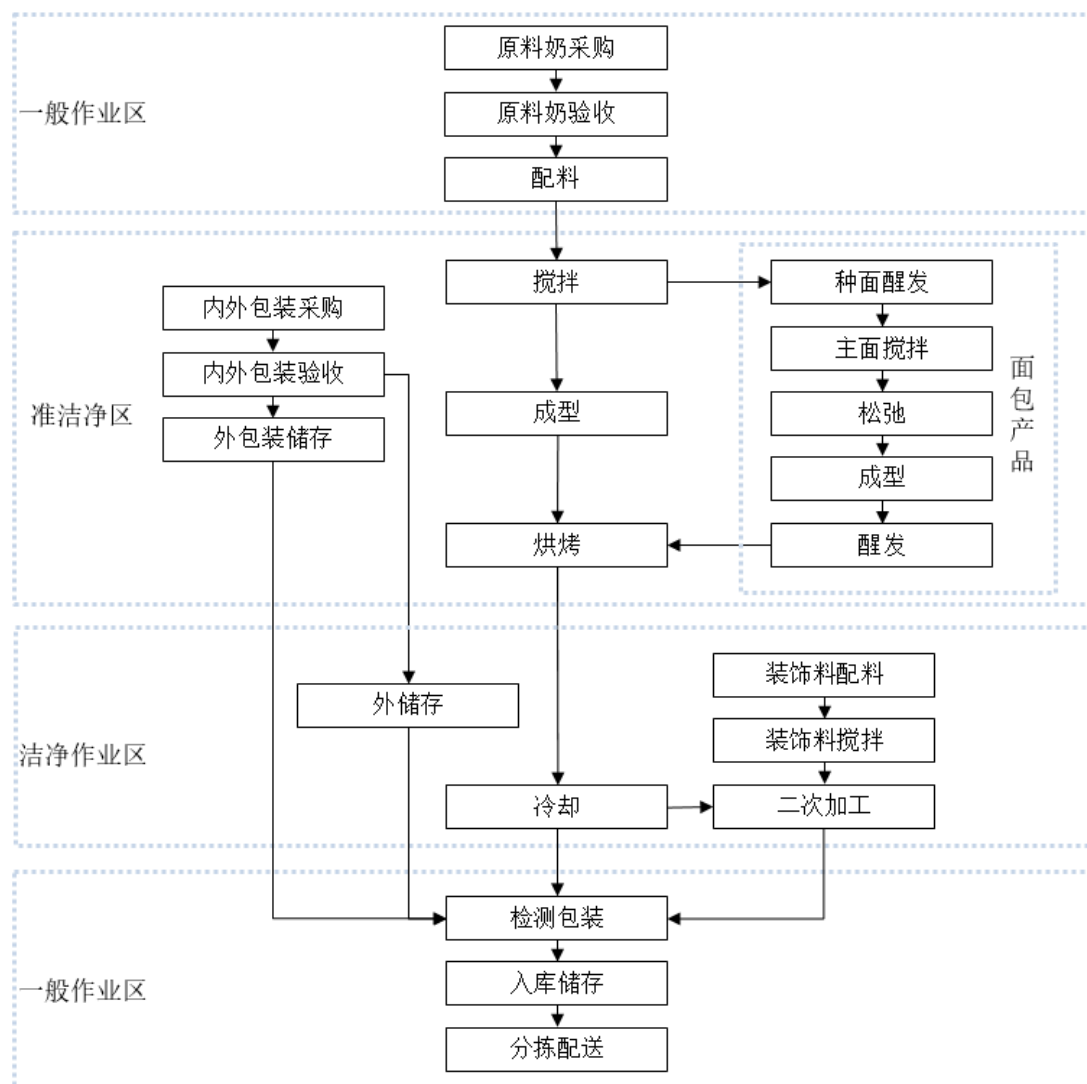 一般作业区
原料奶采购
原料奶验收
配料
准洁净区
内外包装采购
内外包装验收
外包装储存
搅拌
成型
烘烤
种面醒发
主面搅拌
松弛
成型
醒发
面包产品
洁净作业区
外储存
冷却
装饰料配料
装饰料搅拌
二次加工
一般作业区
检测包装
入库储存
分拣配送